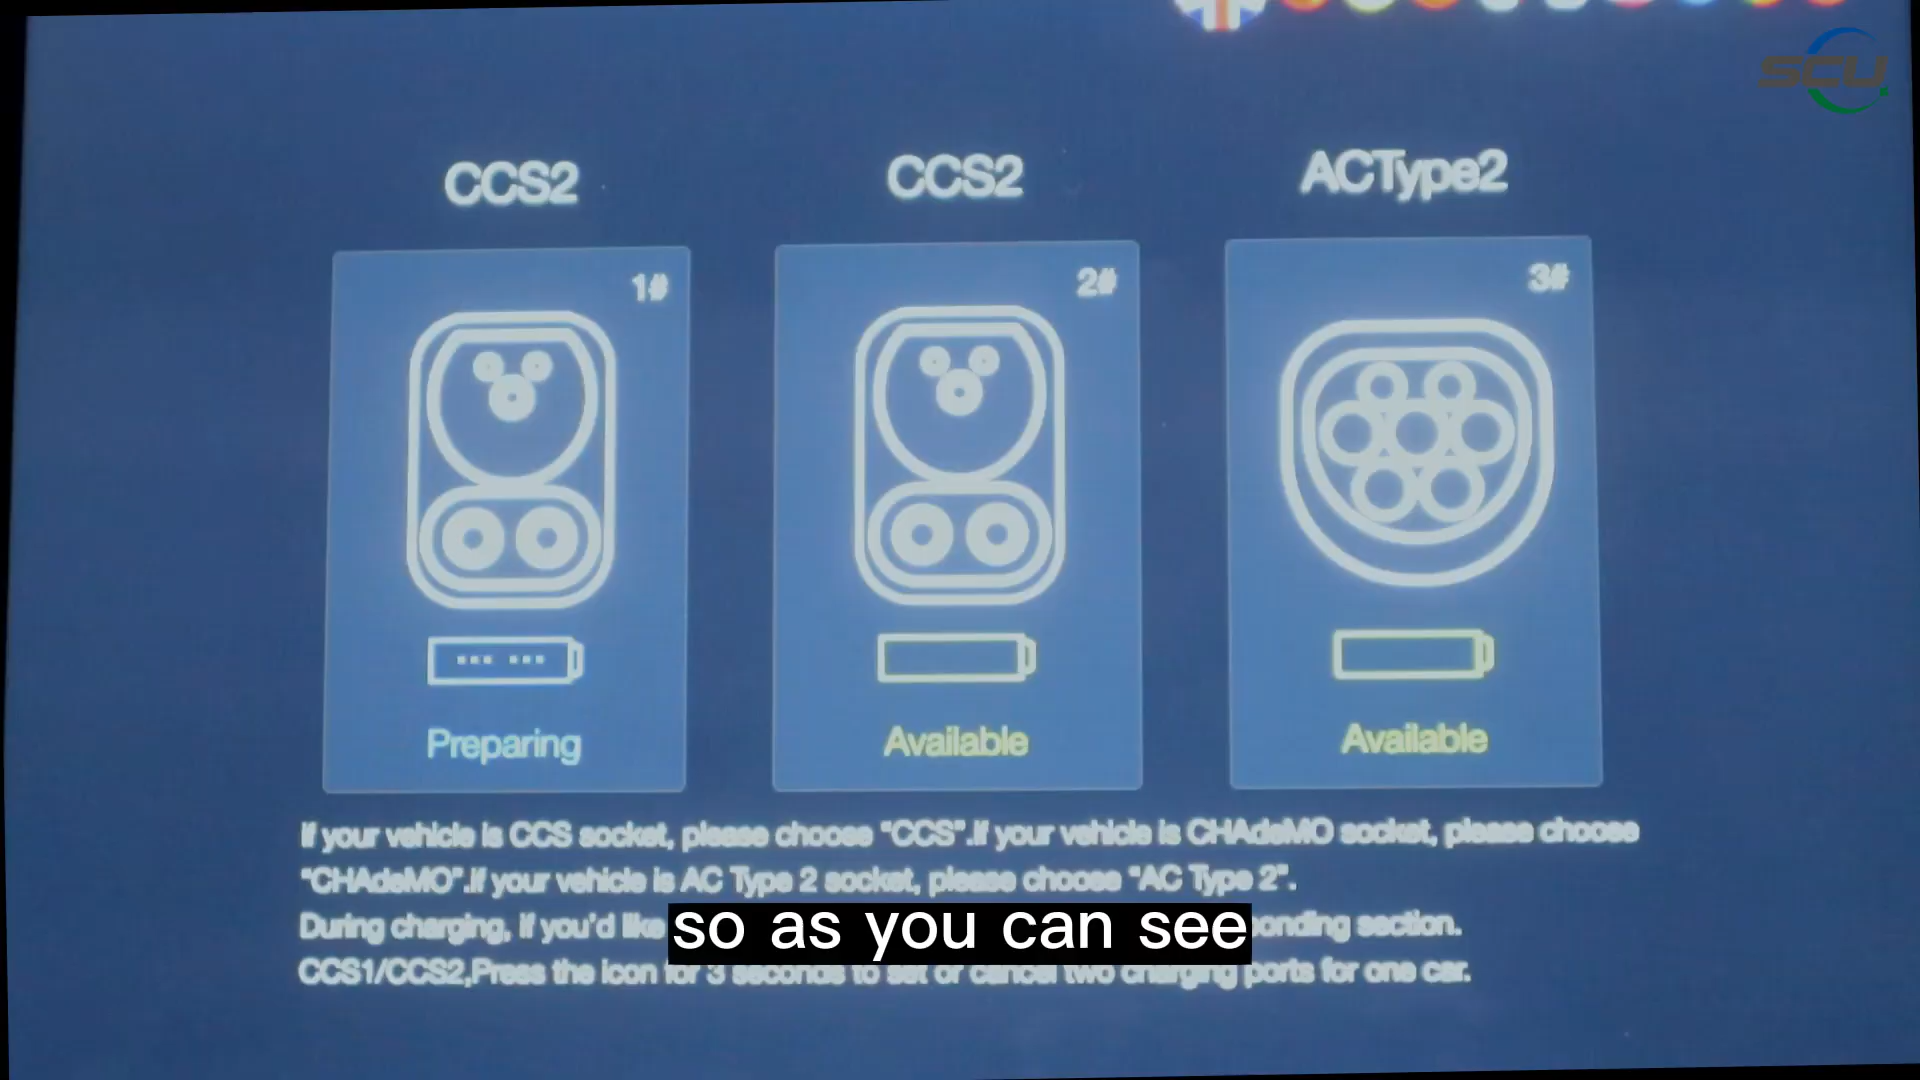 SCU
CCS2
CCS2
ACType2
1#
2#
3#
Preparing
Available
Available
If your vehicle is CCS socket, please choose "CCS".If your vehicle is CHAdeMO socket, please choose
"CHAdeMO".If your vehicle is AC Type 2 socket, please choose "AC Type 2".
During charging, if you'd like
section.
so as you can see
CCS1/CCS2,Press the icon for 3 seconds to set or cancel two charging ports for one car.